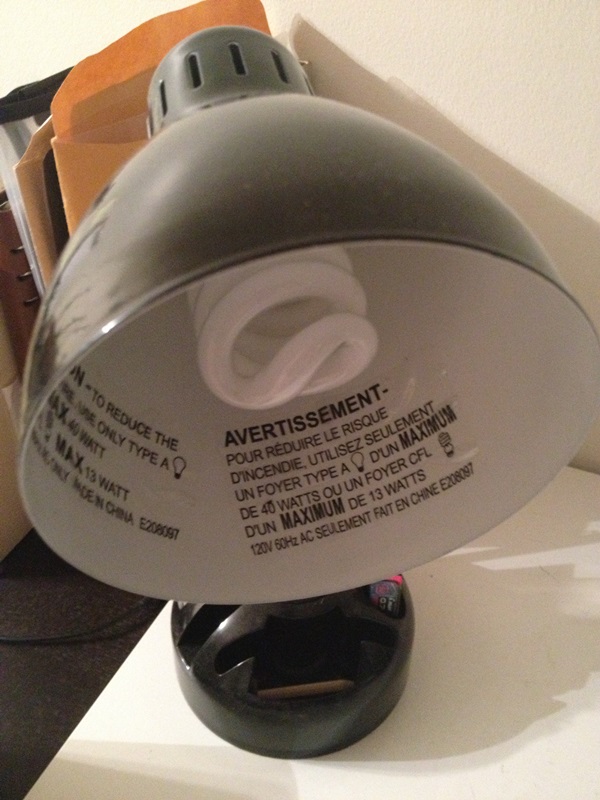 TO REDUCE THE
USE ONLY TYPE A
40 WATT
MAX 13 WATT
ONLY. MADE IN CHINA E208097
AVERTISSEMENT-
POUR RÉDUIRE LE RISQUE
D'INCENDIE, UTILISEZ SEULEMENT
UN FOYER TYPE A D'UN MAXIMUM
DE 40 WATTS OU UN FOYER CFL
D'UN MAXIMUM DE 13 WATTS
120V 60Hz AC SEULEMENT FAIT EN CHINE E208097